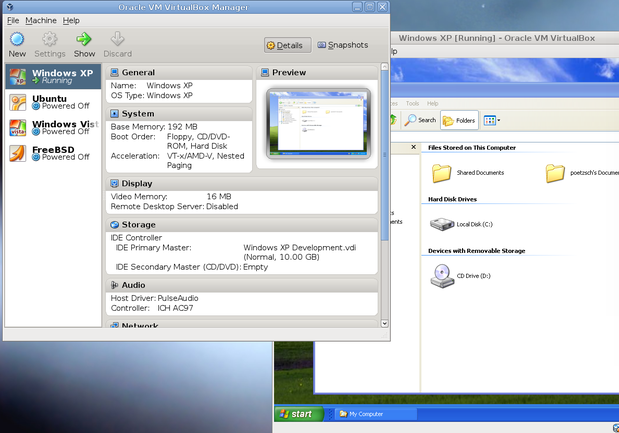 Oracle VM VirtualBox Manager
File Machine Help
New Settings Show Discard
Details Snapshots
Windows XP
Running
Ubuntu
Powered Off
Windows Vist
Powered Off
FreeBSD
Powered Off
General
Name: Windows XP
OS Type: Windows XP
System
Base Memory: 192 MB
Boot Order: Floppy, CD/DVD-
ROM, Hard Disk
Acceleration: VT-x/AMD-V, Nested
Paging
Preview
Display
Video Memory: 16 MB
Remote Desktop Server: Disabled
Storage
IDE Controller
IDE Primary Master: Windows XP Development.vdi
(Normal, 10.00 GB)
IDE Secondary Master (CD/DVD): Empty
Audio
Host Driver: PulseAudio
Controller: ICH AC97
Network
Windows XP [Running] - Oracle VM VirtualBox
Tools Help
Search Folders
Files Stored on This Computer
Shared Documents
poetzsch's Docume
Hard Disk Drives
Local Disk (C:)
Devices with Removable Storage
CD Drive (D:)
start
My Computer